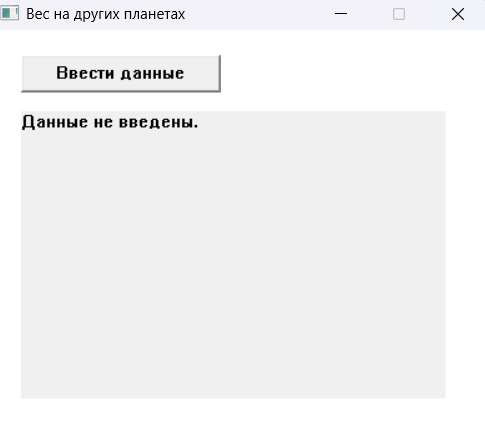 Вес на других планетах
Ввести данные
Данные не введены.